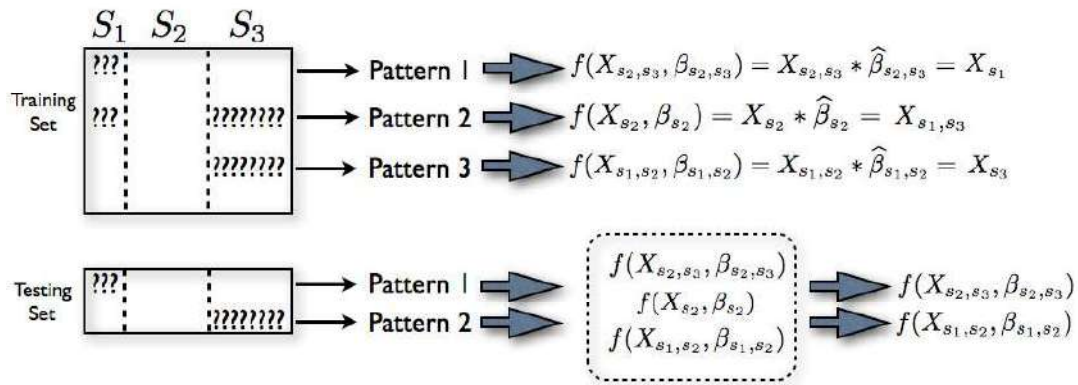 S₁ S₂ S₃
Training Set
??? Pattern 1 f(X_{s₂,s₃}, β_{s₂,s₃}) = X_{s₂,s₃} * β̂_{s₂,s₃} = X_{s₁}
??? ???????? Pattern 2 f(X_{s₂}, β_{s₂}) = X_{s₂} * β̂_{s₂} = X_{s₁,s₃}
???????? Pattern 3 f(X_{s₁,s₂}, β_{s₁,s₂}) = X_{s₁,s₂} * β̂_{s₁,s₂} = X_{s₃}
Testing Set
??? Pattern 1
???????? Pattern 2
f(X_{s₂,s₃}, β_{s₂,s₃})
f(X_{s₂}, β_{s₂})
f(X_{s₁,s₂}, β_{s₁,s₂})
f(X_{s₂,s₃}, β_{s₂,s₃})
f(X_{s₁,s₂}, β_{s₁,s₂})